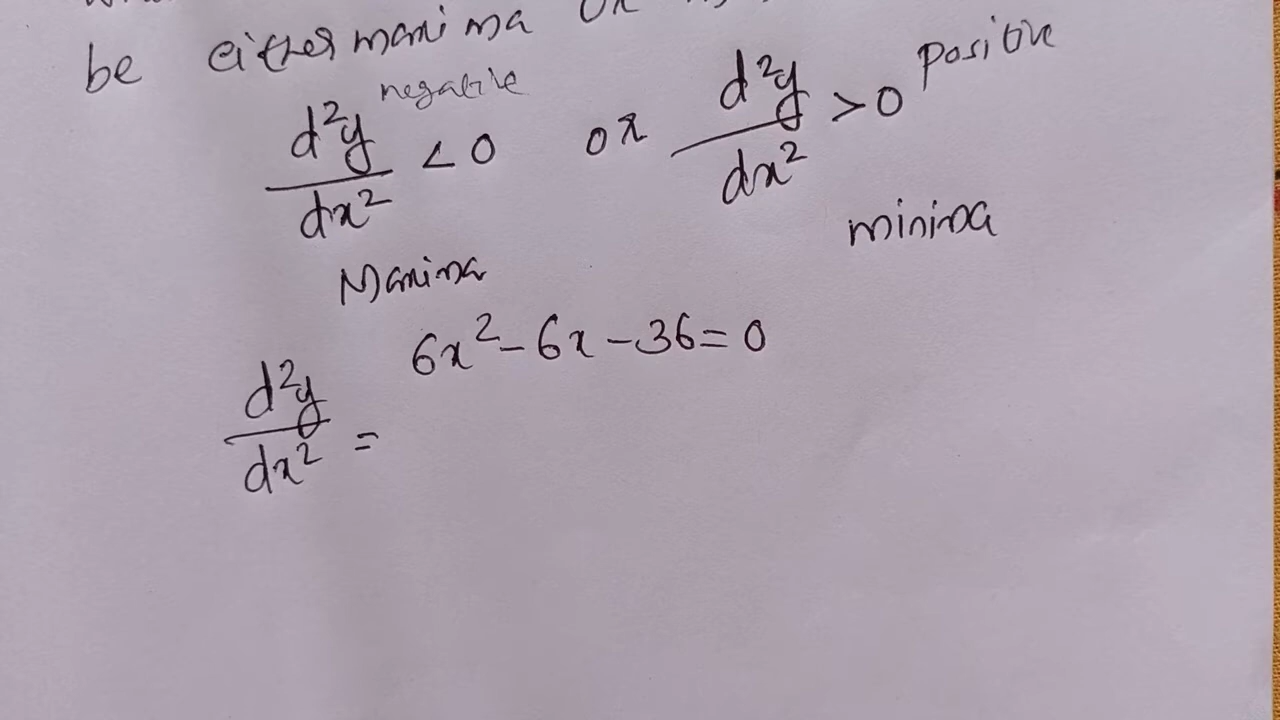 be either maxima or
d²y/dx² < 0 negative or d²y/dx² > 0 positive
Maxima minima
6x² - 6x - 36 = 0
d²y/dx² =